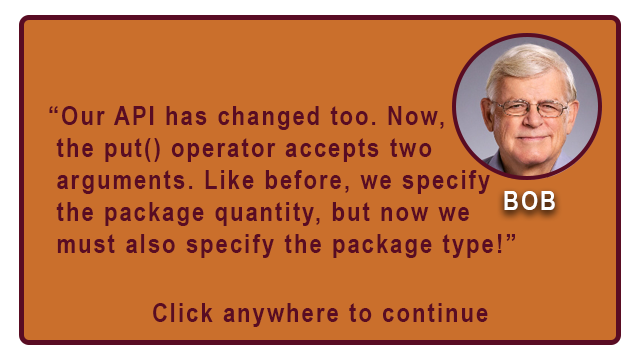 “Our API has changed too. Now,
the put() operator accepts two
arguments. Like before, we specify
the package quantity, but now we
must also specify the package type!”
BOB
Click anywhere to continue